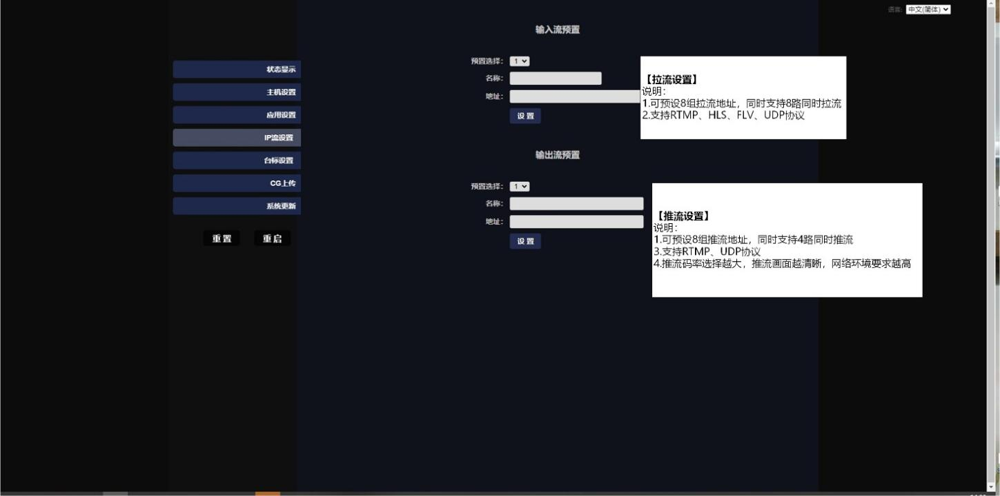 语言: 中文(简体)
输入流预置
状态显示
主机设置
应用设置
IP流设置
台标设置
CG上传
系统更新
重置 重启
预置选择: 1
名称:
地址:
设置
【拉流设置】
说明:
1.可预设8组拉流地址，同时支持8路同时拉流
2.支持RTMP、HLS、FLV、UDP协议
输出流预置
预置选择: 1
名称:
地址:
设置
【推流设置】
说明:
1.可预设8组推流地址，同时支持4路同时推流
3.支持RTMP、UDP协议
4.推流码率选择越大，推流画面越清晰，网络环境要求越高